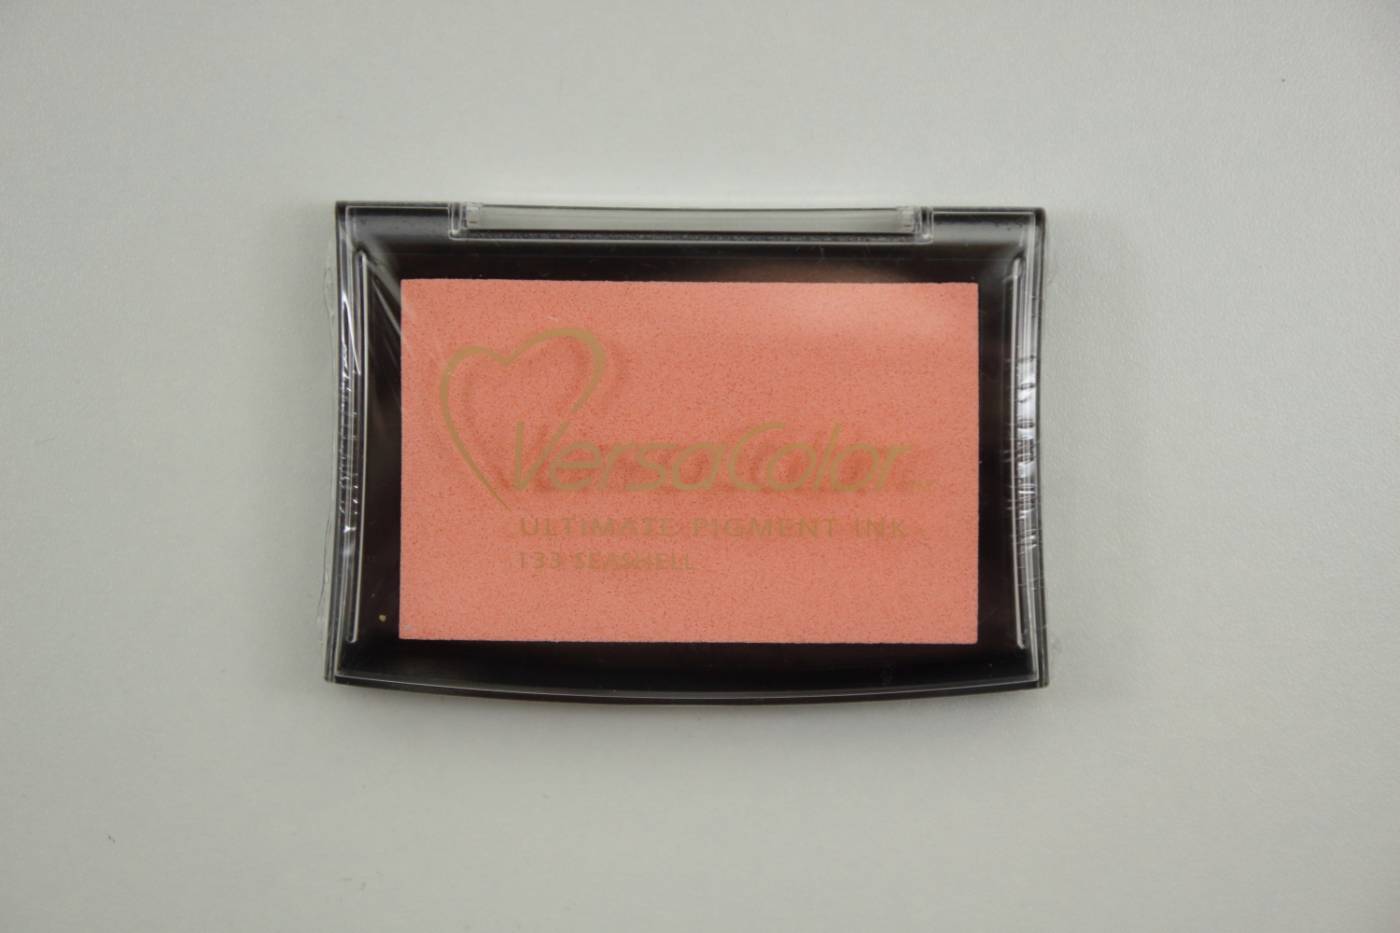 VersaColor
ULTIMATE PIGMENT INK
133 SEASHELL